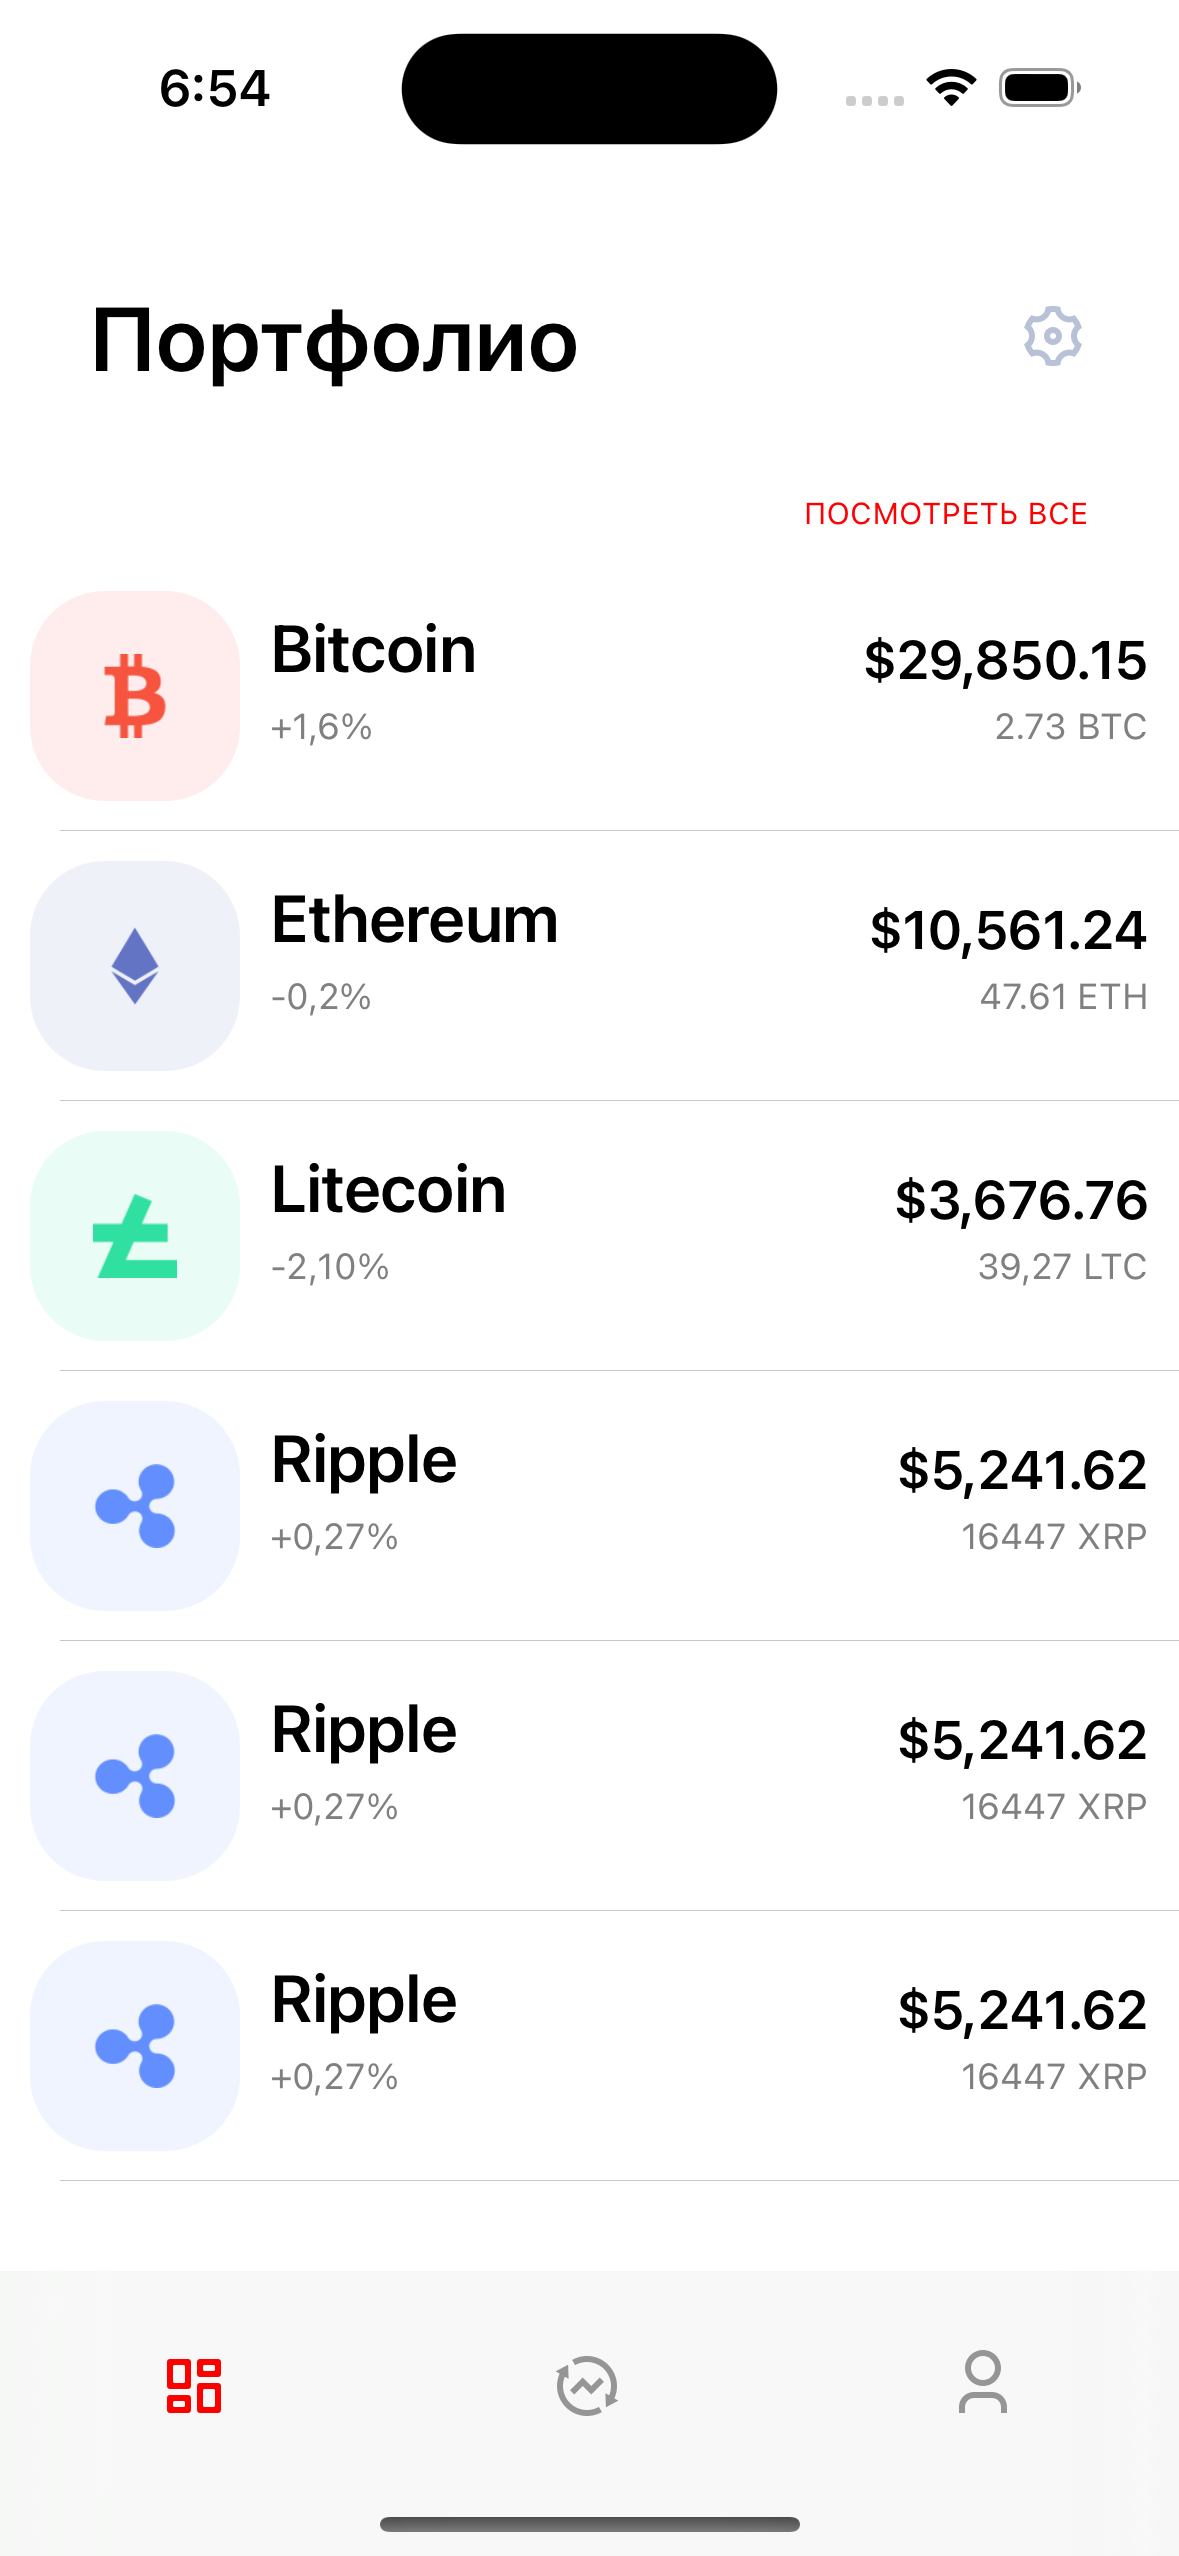 6:54
Портфолио
ПОСМОТРЕТЬ ВСЕ
Bitcoin
$29,850.15
+1,6%
2.73 BTC
Ethereum
$10,561.24
-0,2%
47.61 ETH
Litecoin
$3,676.76
-2,10%
39,27 LTC
Ripple
$5,241.62
+0,27%
16447 XRP
Ripple
$5,241.62
+0,27%
16447 XRP
Ripple
$5,241.62
+0,27%
16447 XRP